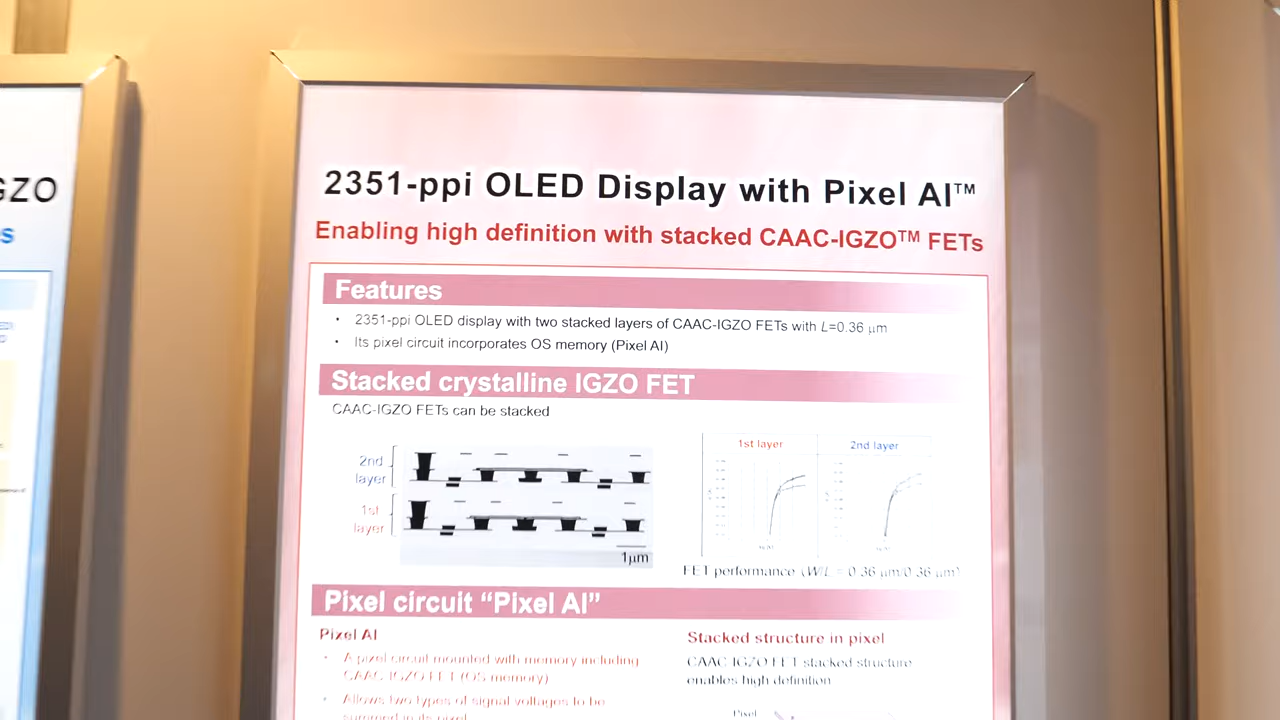 GZO
s
2351-ppi OLED Display with Pixel AI™
Enabling high definition with stacked CAAC-IGZO™ FETs
Features
• 2351-ppi OLED display with two stacked layers of CAAC-IGZO FETs with L=0.36 μm
• Its pixel circuit incorporates OS memory (Pixel AI)
Stacked crystalline IGZO FET
CAAC-IGZO FETs can be stacked
2nd layer
1st layer
1μm
1st layer
2nd layer
FET performance (W/L = 0.36 μm/0.36 μm)
Pixel circuit “Pixel AI”
Pixel AI
• A pixel circuit mounted with memory including
CAAC-IGZO FET (OS memory)
• Allows two types of signal voltages to be
summed in its pixel
Stacked structure in pixel
CAAC-IGZO FET stacked structure
enables high definition
Pixel